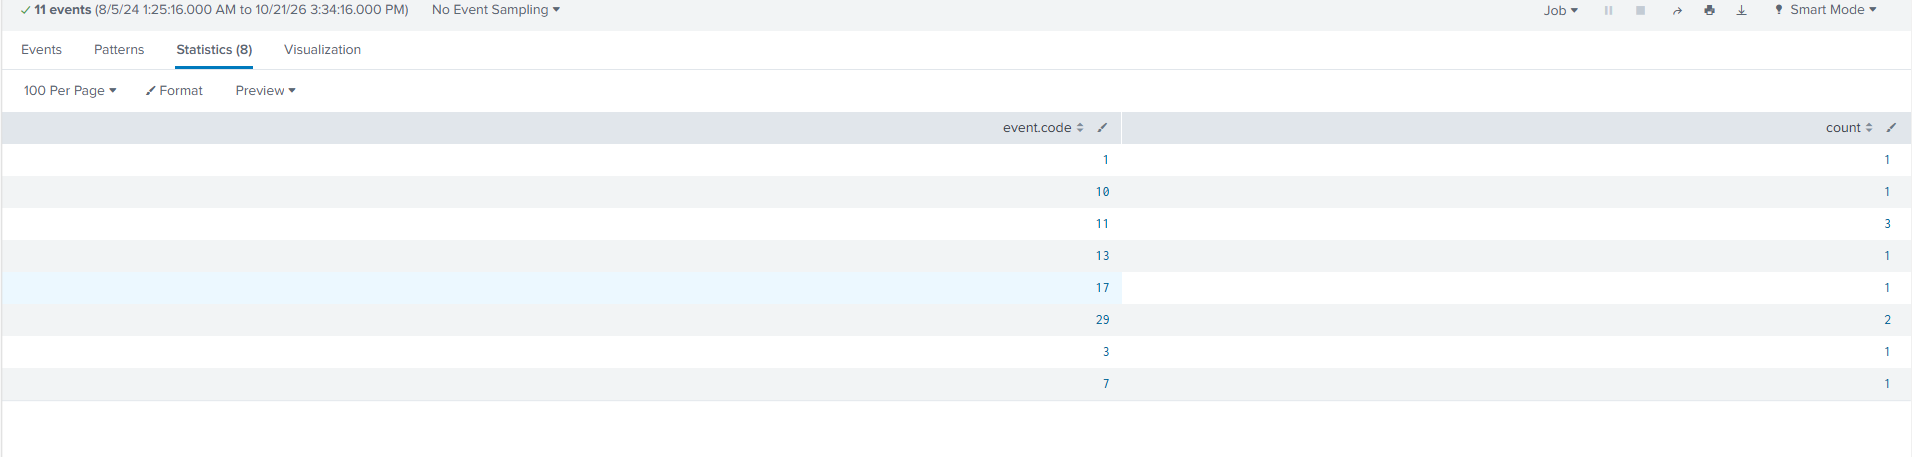 11 events (8/5/24 1:25:16.000 AM to 10/21/26 3:34:16.000 PM) No Event Sampling Job Smart Mode
Events Patterns Statistics (8) Visualization
100 Per Page Format Preview
event.code count
1 1
10 1
11 3
13 1
17 1
29 2
3 1
7 1